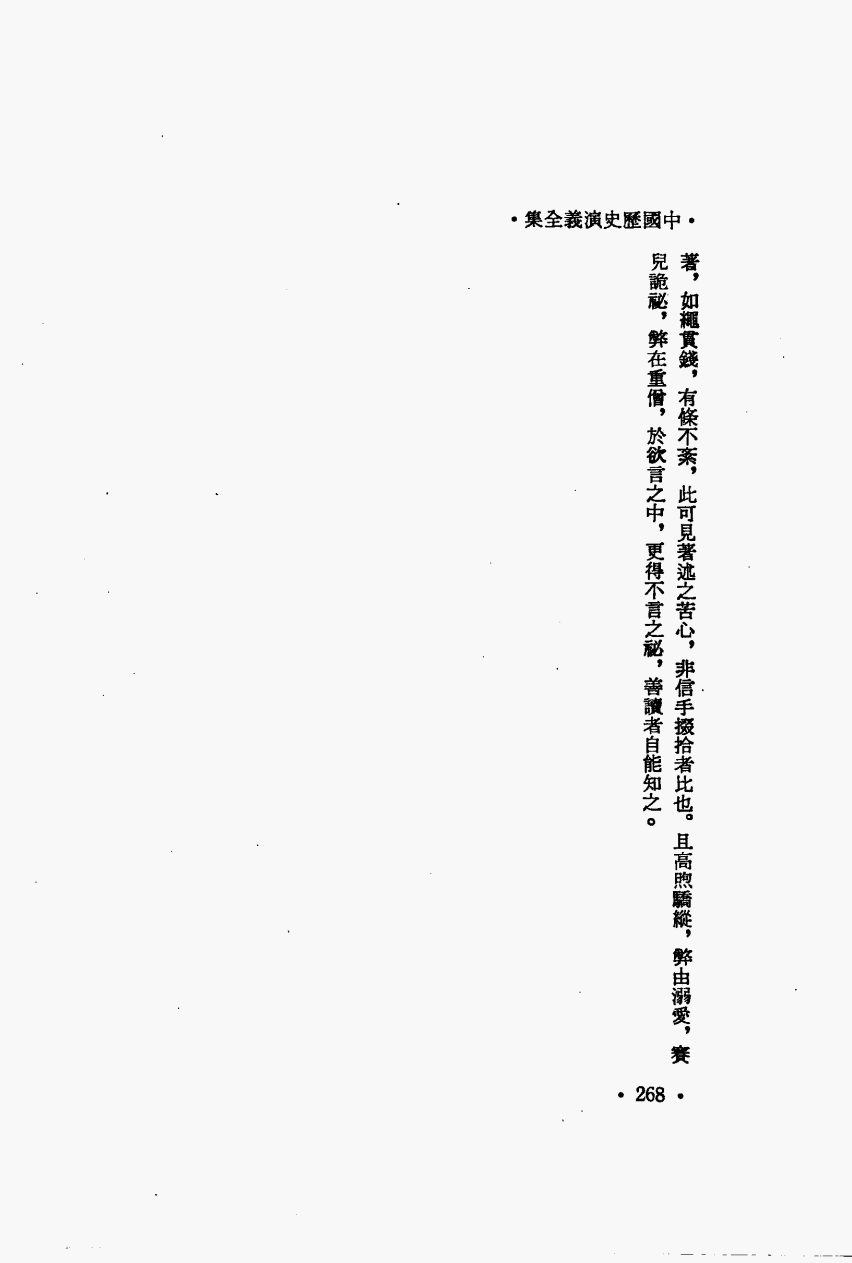 •中國歷史演義全集•
著，如繩貫錢，有條不紊，此可見著述之苦心，非信手掇拾者比也。且高煦驕縱，弊由溺愛，賽
兒詭祕，弊在重僧，於欲言之中，更得不言之祕，善讀者自能知之。
• 268 •